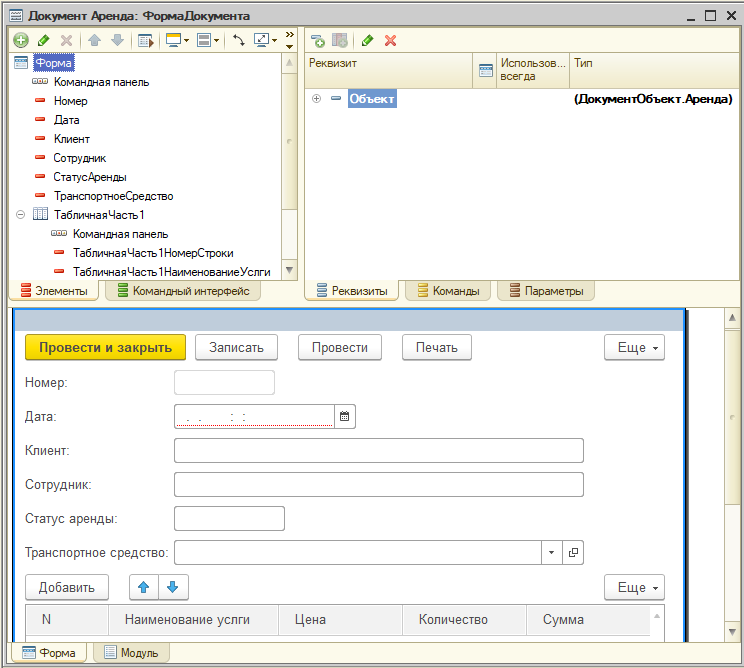 Документ Аренда: ФормаДокумента
Форма
Командная панель
Номер
Дата
Клиент
Сотрудник
СтатусАренды
ТранспортноеСредство
ТабличнаяЧасть1
Командная панель
ТабличнаяЧасть1НомерСтроки
ТабличнаяЧасть1НаименованиеУслги
Элементы
Командный интерфейс
Реквизит
Использов... всегда
Тип
Объект
(ДокументОбъект.Аренда)
Реквизиты
Команды
Параметры
Провести и закрыть
Записать
Провести
Печать
Еще
Номер:
Дата:
. . : :
Клиент:
Сотрудник:
Статус аренды:
Транспортное средство:
Добавить
Еще
N
Наименование услги
Цена
Количество
Сумма
Форма
Модуль